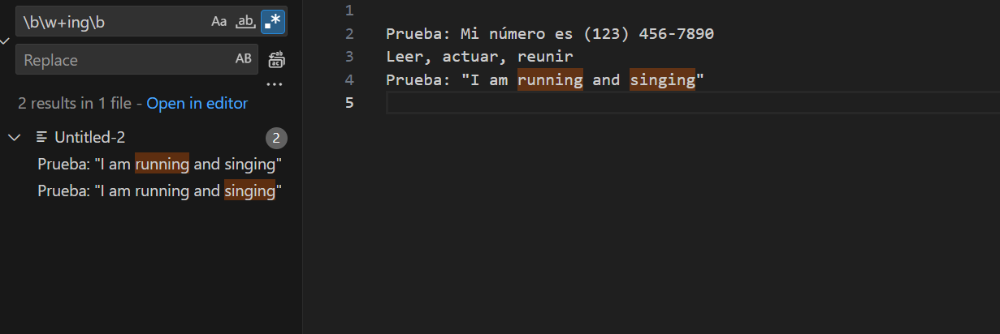 \b\w+ing\b Aa ab .*
Replace AB
2 results in 1 file - Open in editor
Untitled-2 2
Prueba: "I am running and singing"
Prueba: "I am running and singing"
1
2 Prueba: Mi número es (123) 456-7890
3 Leer, actuar, reunir
4 Prueba: "I am running and singing"
5